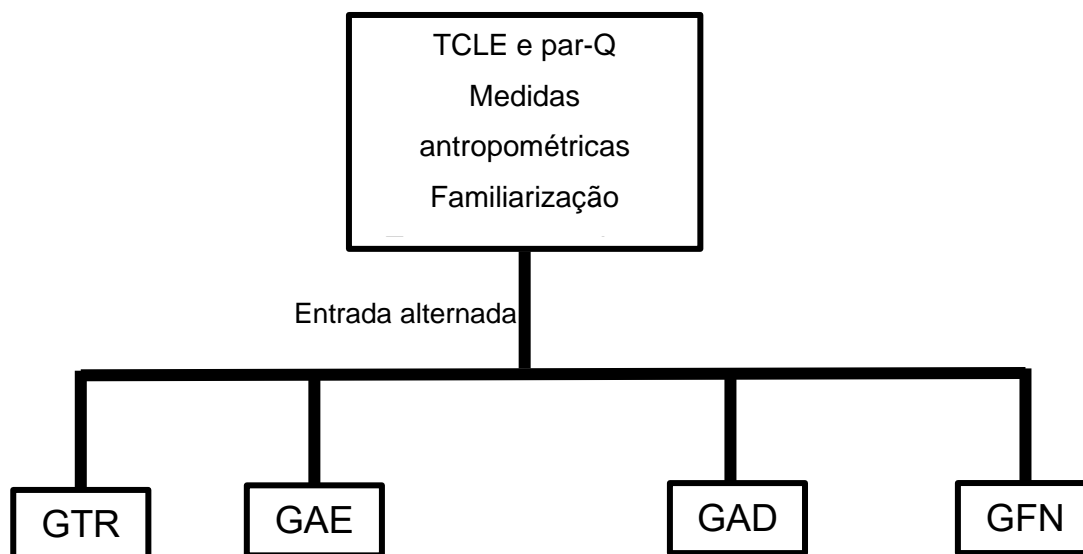 TCLE e par-Q
Medidas
antropométricas
Familiarização
Entrada alternada
GTR
GAE
GAD
GFN